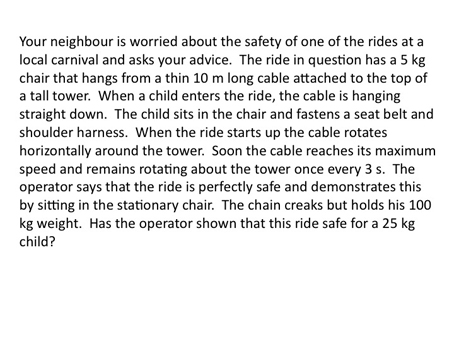 Your neighbour is worried about the safety of one of the rides at a
local carnival and asks your advice.  The ride in question has a 5 kg
chair that hangs from a thin 10 m long cable attached to the top of
a tall tower.  When a child enters the ride, the cable is hanging
straight down.  The child sits in the chair and fastens a seat belt and
shoulder harness.  When the ride starts up the cable rotates
horizontally around the tower.  Soon the cable reaches its maximum
speed and remains rotating about the tower once every 3 s.  The
operator says that the ride is perfectly safe and demonstrates this
by sitting in the stationary chair.  The chain creaks but holds his 100
kg weight.  Has the operator shown that this ride safe for a 25 kg
child?